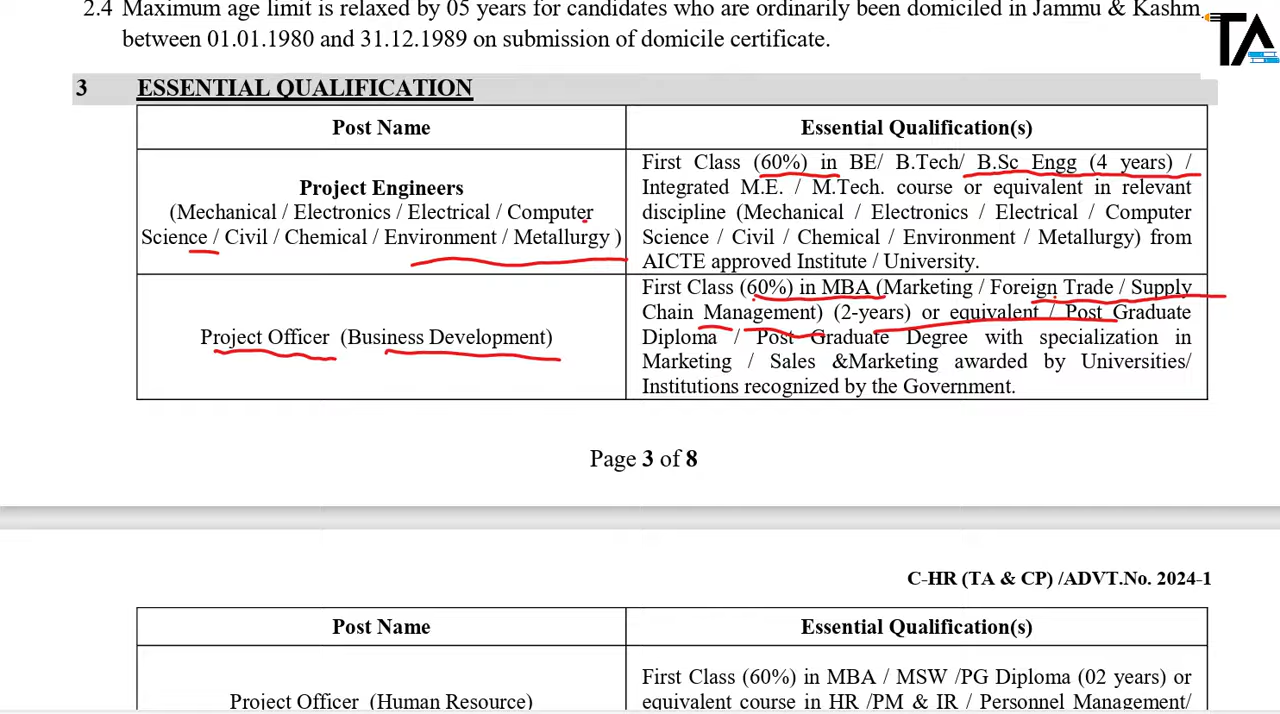 2.4 Maximum age limit is relaxed by 05 years for candidates who are ordinarily been domiciled in Jammu & Kashm
between 01.01.1980 and 31.12.1989 on submission of domicile certificate.
TA
3 ESSENTIAL QUALIFICATION
Post Name
Essential Qualification(s)
Project Engineers
(Mechanical / Electronics / Electrical / Computer
Science / Civil / Chemical / Environment / Metallurgy )
First Class (60%) in BE/ B.Tech/ B.Sc Engg (4 years) /
Integrated M.E. / M.Tech. course or equivalent in relevant
discipline (Mechanical / Electronics / Electrical / Computer
Science / Civil / Chemical / Environment / Metallurgy) from
AICTE approved Institute / University.
Project Officer (Business Development)
First Class (60%) in MBA (Marketing / Foreign Trade / Supply
Chain Management) (2-years) or equivalent / Post Graduate
Diploma / Post Graduate Degree with specialization in
Marketing / Sales &Marketing awarded by Universities/
Institutions recognized by the Government.
Page 3 of 8
C-HR (TA & CP) /ADVT.No. 2024-1
Post Name
Essential Qualification(s)
Project Officer (Human Resource)
First Class (60%) in MBA / MSW /PG Diploma (02 years) or
equivalent course in HR /PM & IR / Personnel Management/